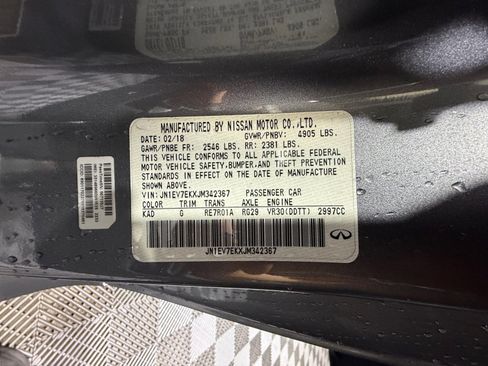 MANUFACTURED BY NISSAN MOTOR CO.,LTD.
DATE: 02/18 GVWR/PNBV: 4905 LBS.
GAWR/PNBE FR: 2546 LBS. RR: 2381 LBS.
THIS VEHICLE CONFORMS TO ALL APPLICABLE
FEDERAL MOTOR VEHICLE SAFETY,BUMPER,AND THEFT
PREVENTION STANDARDS IN EFFECT ON THE DATE OF
MANUFACTURE SHOWN ABOVE.
VIN: JN1EV7EKXJM342367 PASSENGER CAR
COLOR TRIM TRANS AXLE ENGINE
KAD G RE7R01A RG29 VR30(DDTT) 2997CC
JN1EV7EKXJM342367
INFINITI